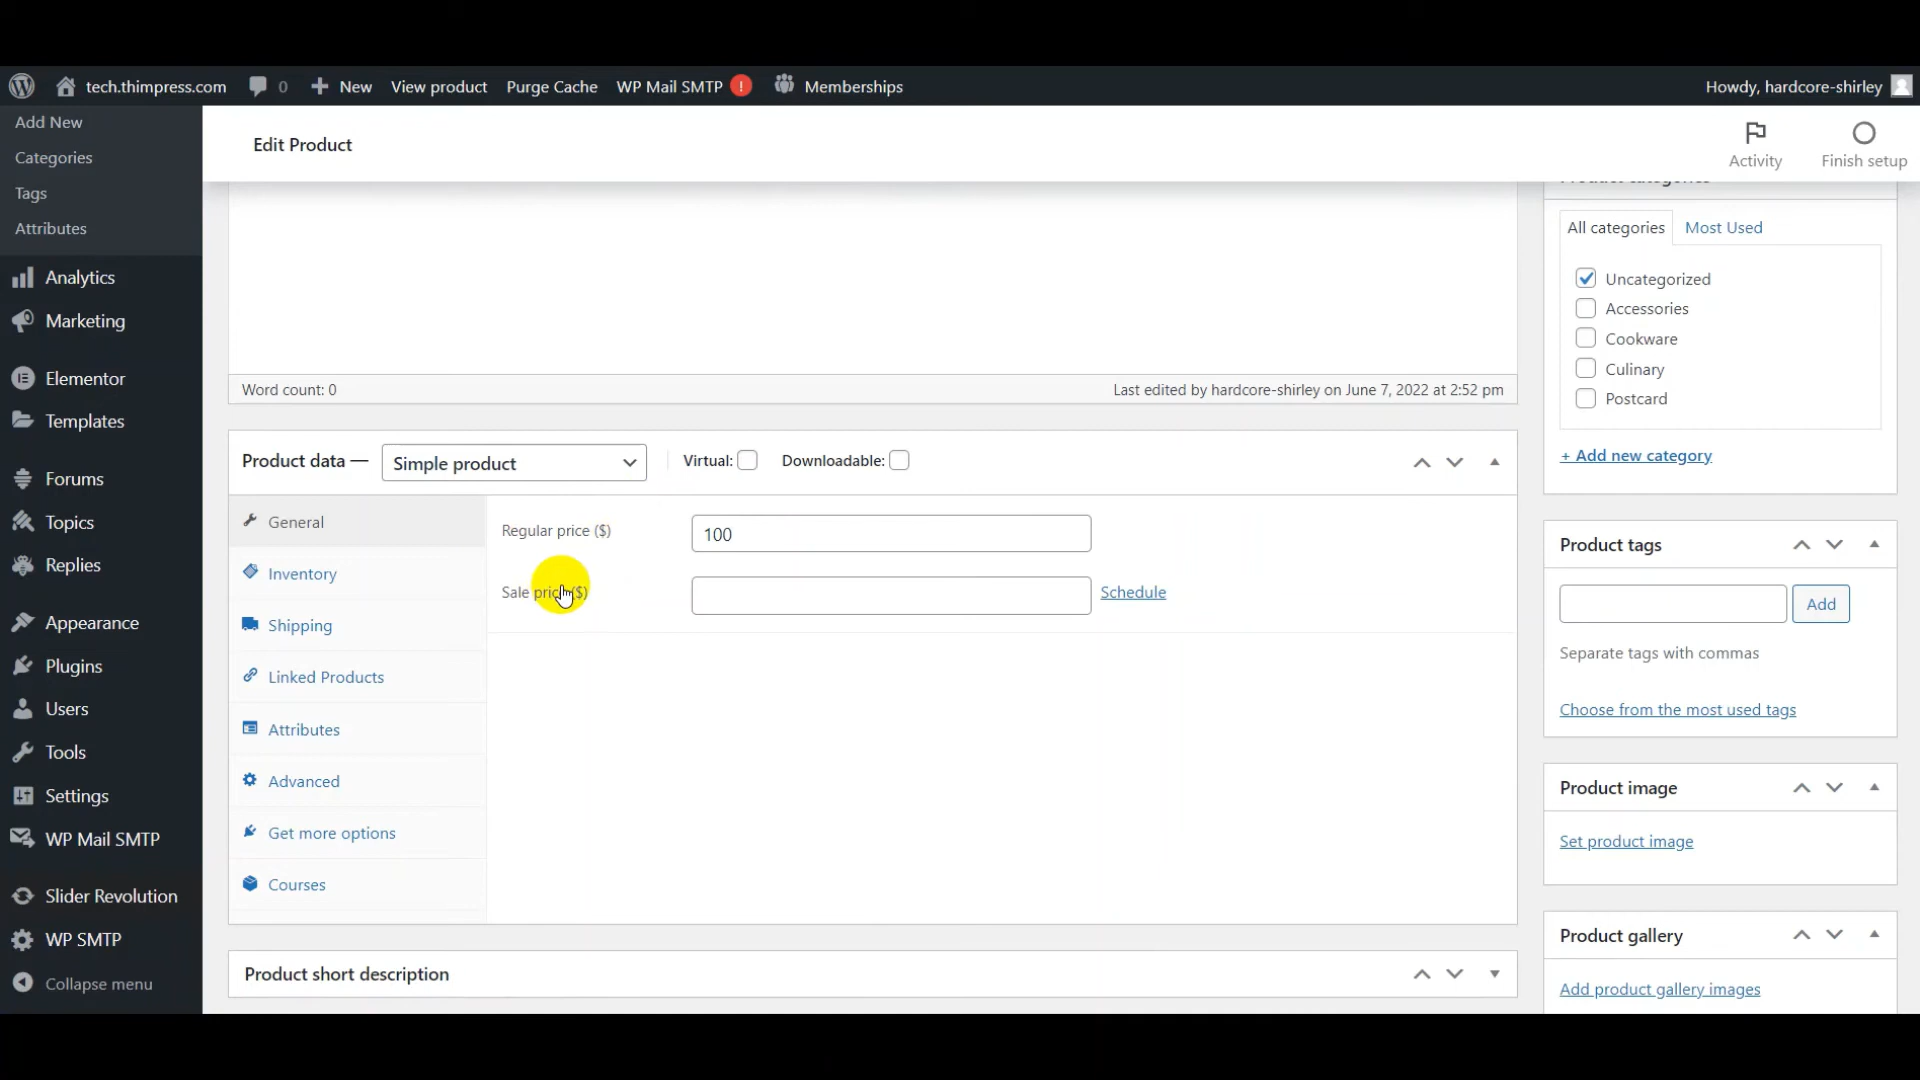 tech.thimpress.com 0 New View product Purge Cache WP Mail SMTP ! Memberships Howdy, hardcore-shirley
Add New
Categories
Tags
Attributes
Analytics
Marketing
Elementor
Templates
Forums
Topics
Replies
Appearance
Plugins
Users
Tools
Settings
WP Mail SMTP
Slider Revolution
WP SMTP
Collapse menu
Edit Product
Activity
Finish setup
Word count: 0
Last edited by hardcore-shirley on June 7, 2022 at 2:52 pm
Product data — Simple product Virtual: Downloadable:
General
Inventory
Shipping
Linked Products
Attributes
Advanced
Get more options
Courses
Regular price ($) 100
Sale price ($) Schedule
Product short description
Product categories
All categories Most Used
Uncategorized
Accessories
Cookware
Culinary
Postcard
+ Add new category
Product tags
Add
Separate tags with commas
Choose from the most used tags
Product image
Set product image
Product gallery
Add product gallery images